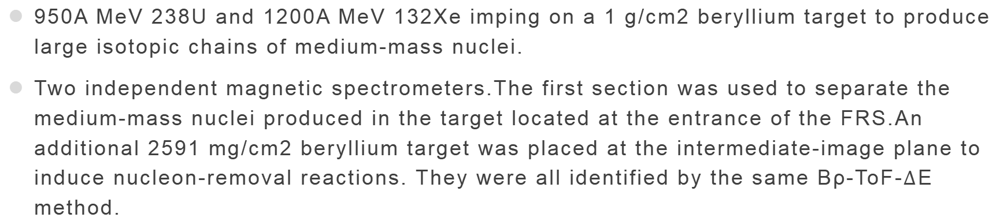 950A MeV 238U and 1200A MeV 132Xe imping on a 1 g/cm2 beryllium target to produce
large isotopic chains of medium-mass nuclei.
Two independent magnetic spectrometers.The first section was used to separate the
medium-mass nuclei produced in the target located at the entrance of the FRS.An
additional 2591 mg/cm2 beryllium target was placed at the intermediate-image plane to
induce nucleon-removal reactions. They were all identified by the same Bρ-ToF-ΔE
method.